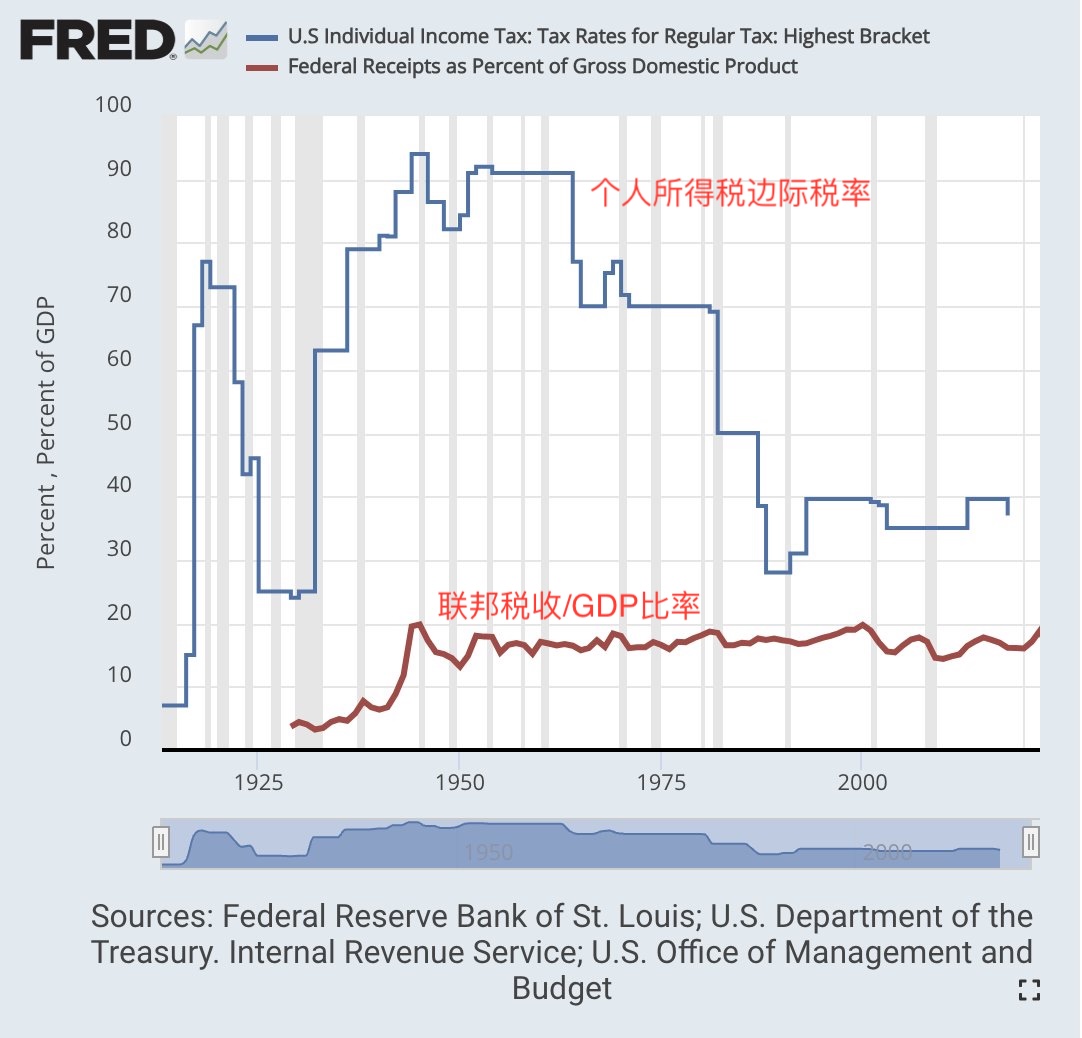 FRED
U.S Individual Income Tax: Tax Rates for Regular Tax: Highest Bracket
Federal Receipts as Percent of Gross Domestic Product
100
90
80
70
60
50
40
30
20
10
0
Percent , Percent of GDP
个人所得税边际税率
联邦税收/GDP比率
1925
1950
1975
2000
1950
2000
Sources: Federal Reserve Bank of St. Louis; U.S. Department of the
Treasury. Internal Revenue Service; U.S. Office of Management and
Budget